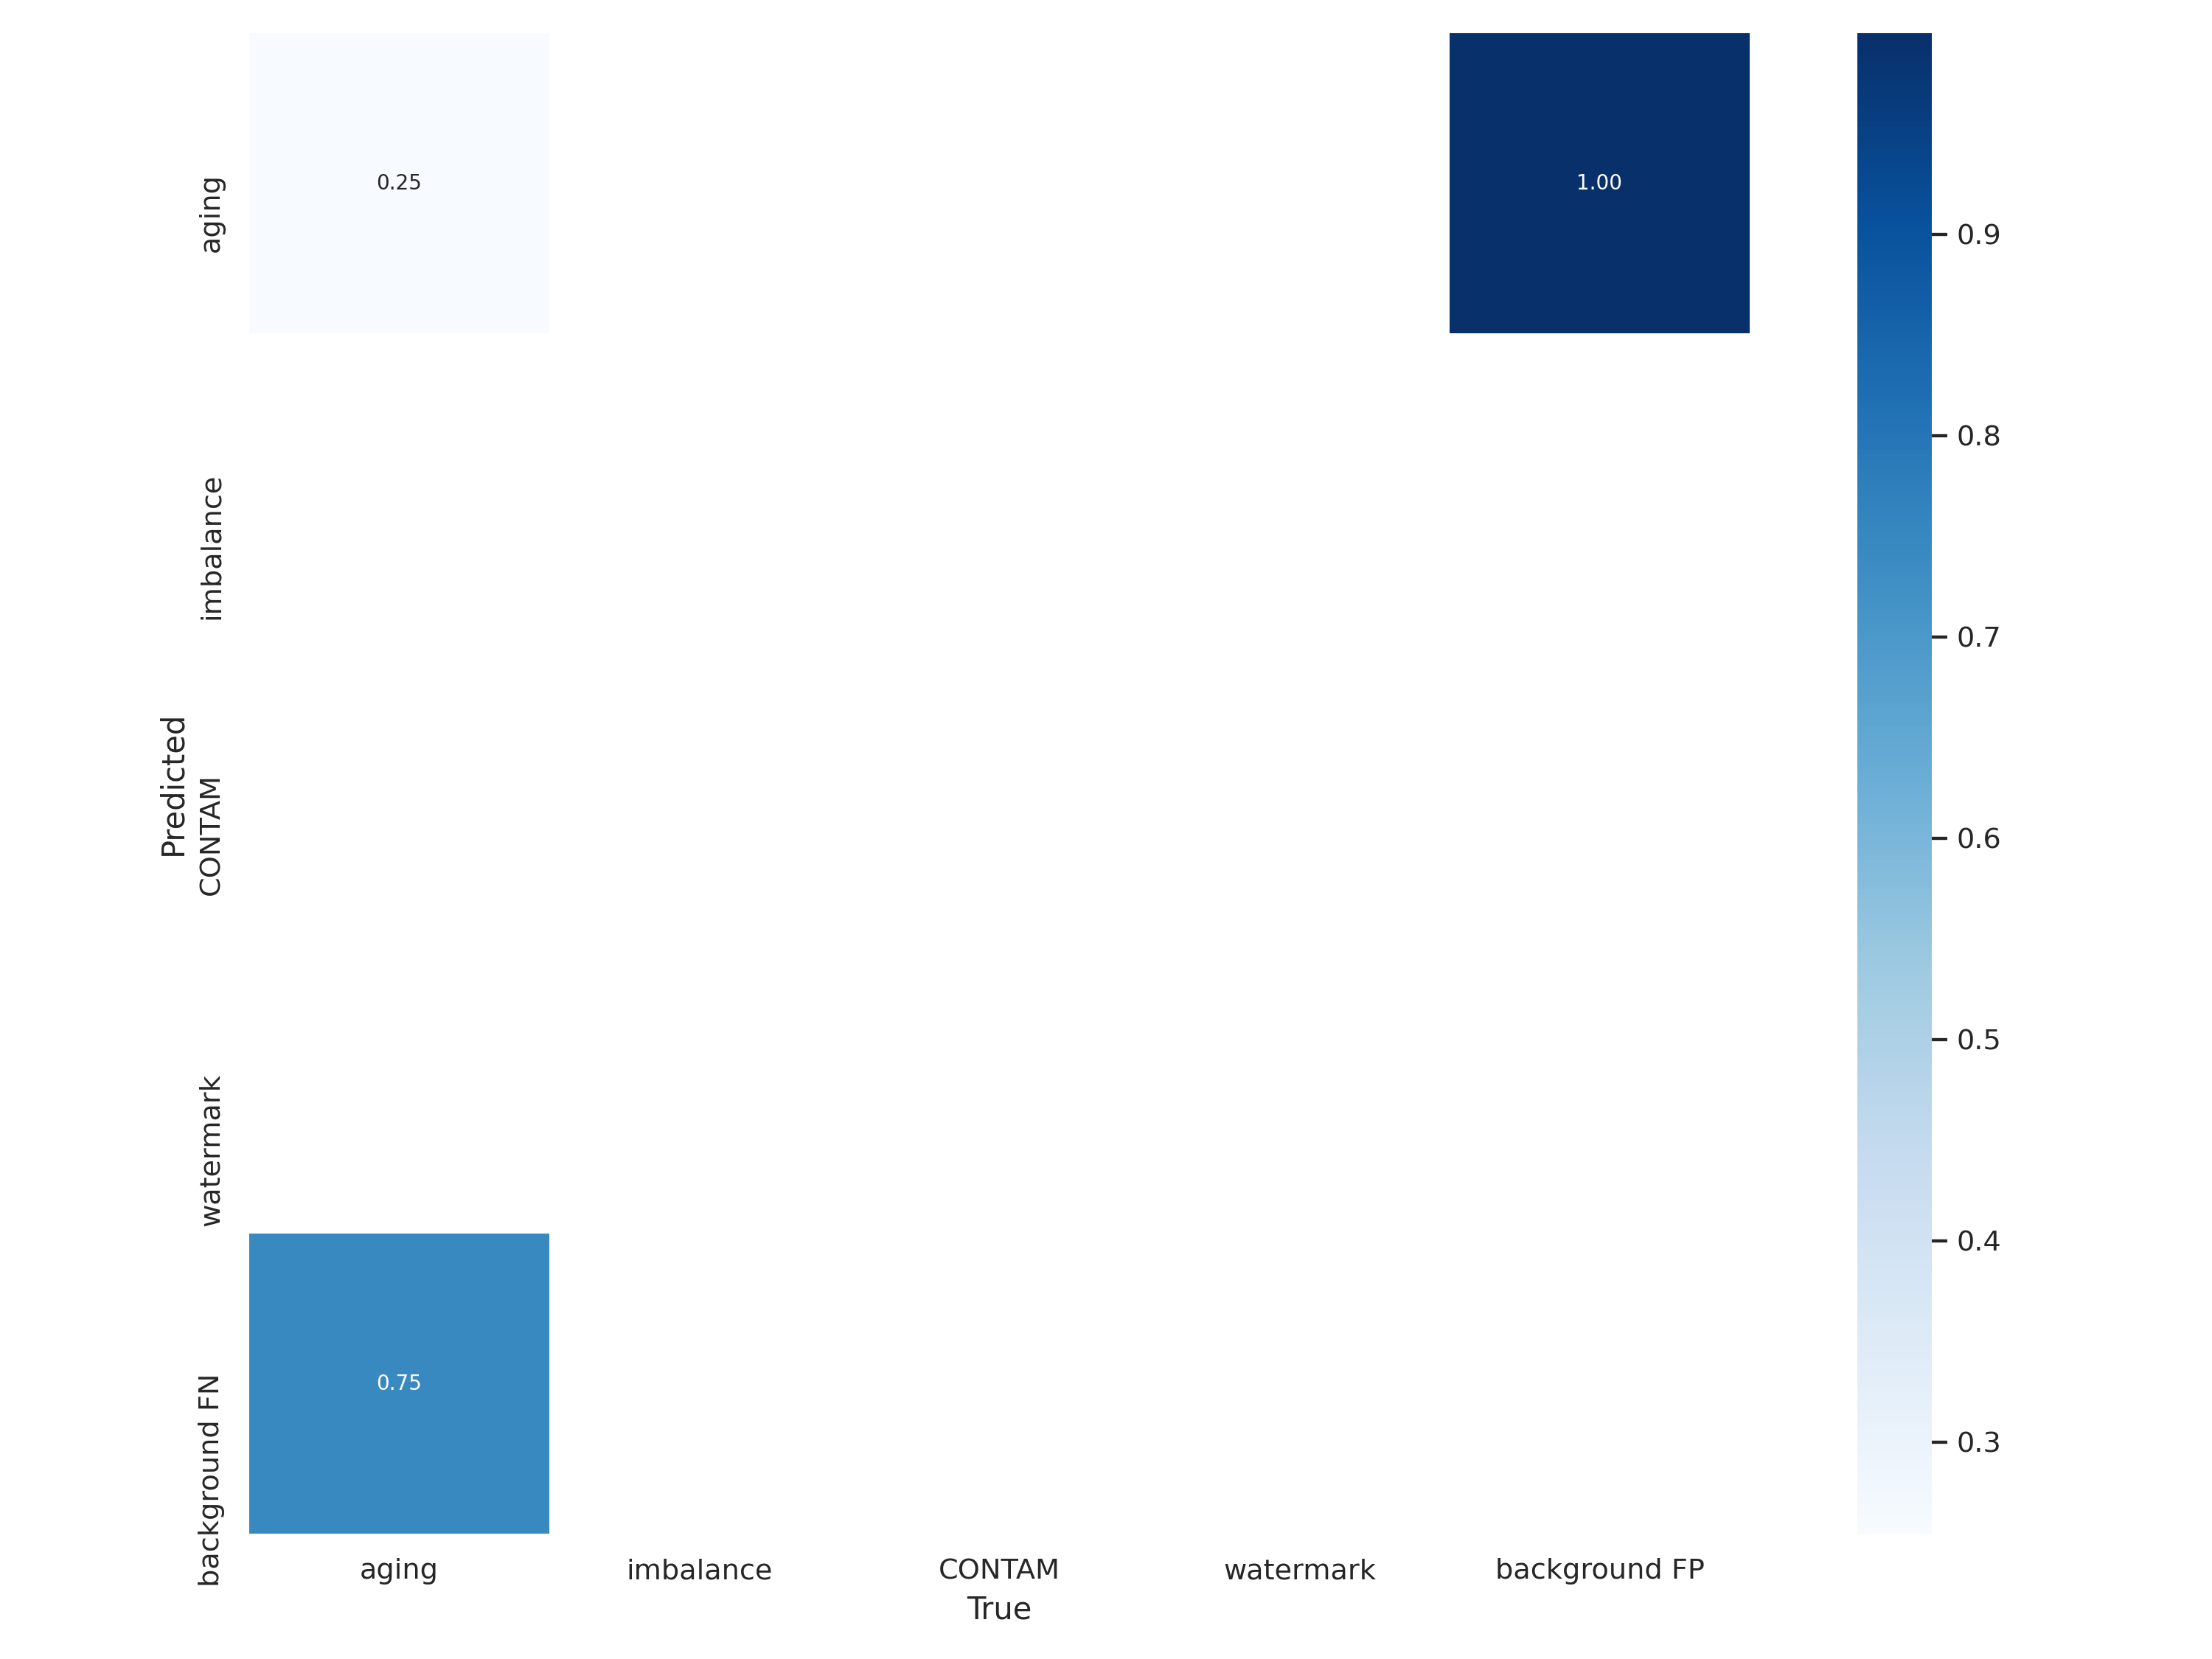 0.25
1.00
0.75
aging
imbalance
CONTAM
watermark
background FN
Predicted
aging
imbalance
CONTAM
watermark
background FP
True
0.9
0.8
0.7
0.6
0.5
0.4
0.3